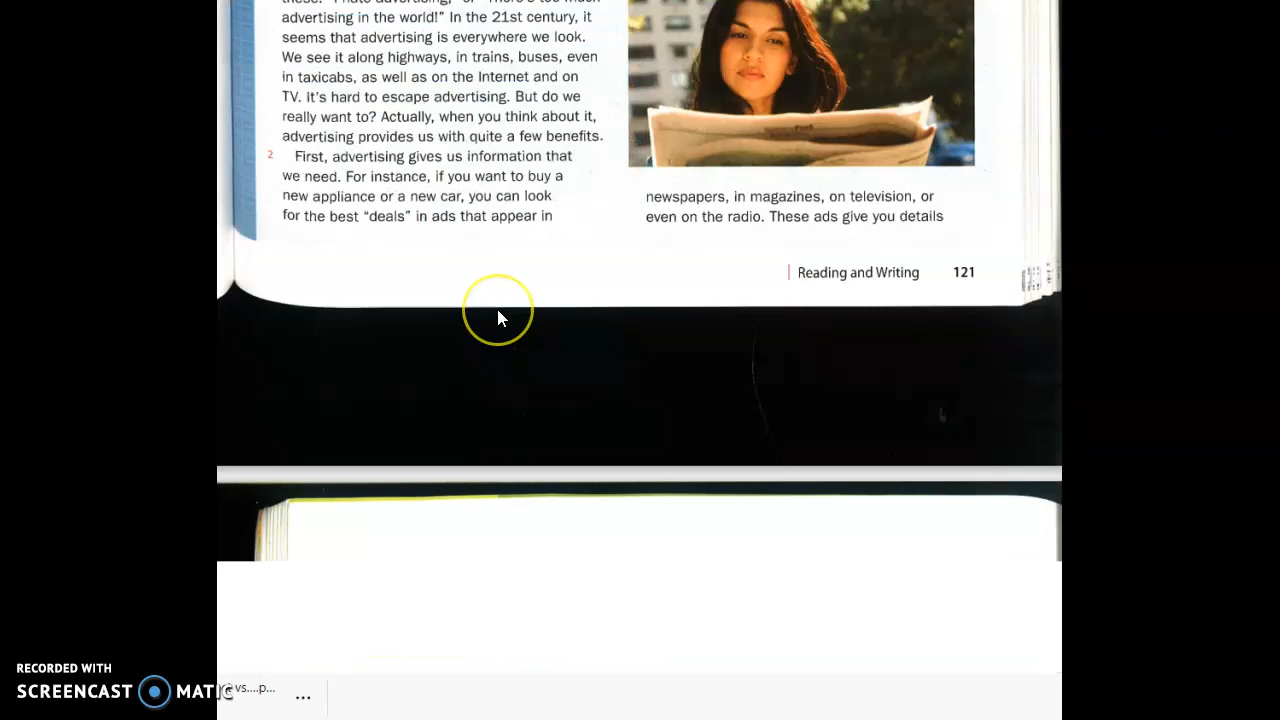 these: "I hate advertising," or "There's too much
advertising in the world!" In the 21st century, it
seems that advertising is everywhere we look.
We see it along highways, in trains, buses, even
in taxicabs, as well as on the Internet and on
TV. It's hard to escape advertising. But do we
really want to? Actually, when you think about it,
advertising provides us with quite a few benefits.
2 First, advertising gives us information that
we need. For instance, if you want to buy a
new appliance or a new car, you can look
for the best "deals" in ads that appear in
newspapers, in magazines, on television, or
even on the radio. These ads give you details
Reading and Writing 121
RECORDED WITH
SCREENCAST MATIC
vs....p...
...